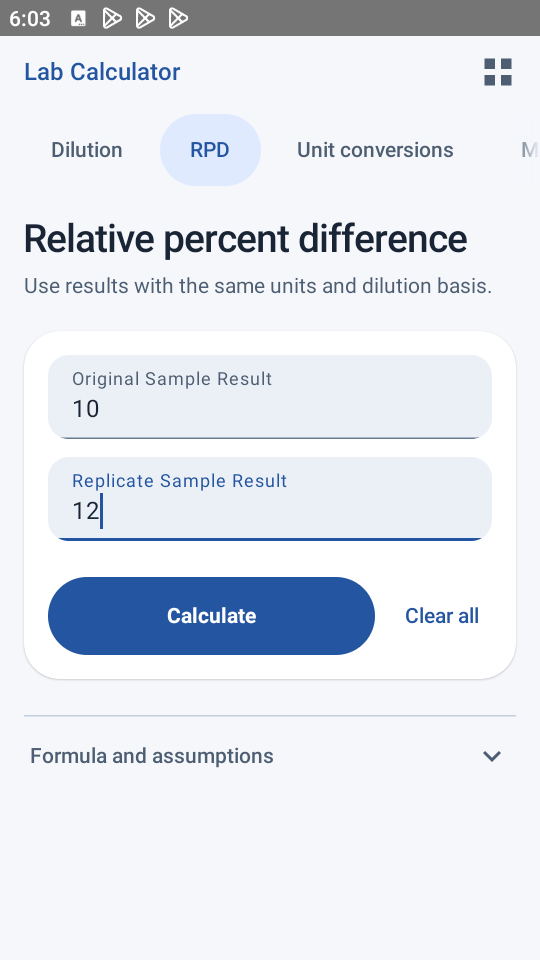 6:03
Lab Calculator
Dilution RPD Unit conversions M
Relative percent difference
Use results with the same units and dilution basis.
Original Sample Result
10
Replicate Sample Result
12
Calculate Clear all
Formula and assumptions